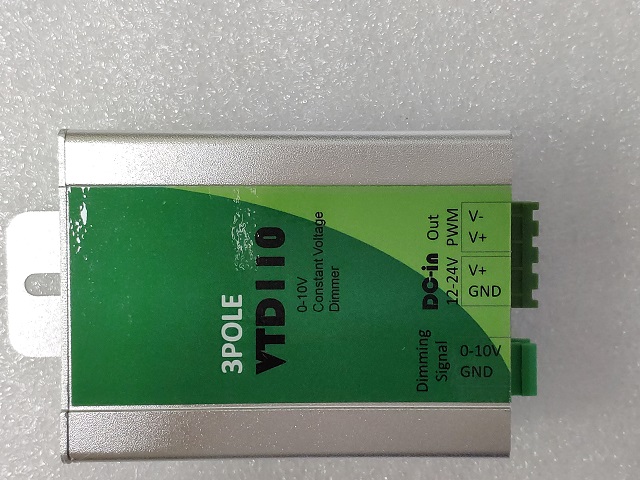 3POLE
VTD110
0-10V
Constant Voltage
Dimmer
Dimming
Signal
0-10V
GND
DC-in
12-24V
V+
GND
Out
PWM
V-
V+